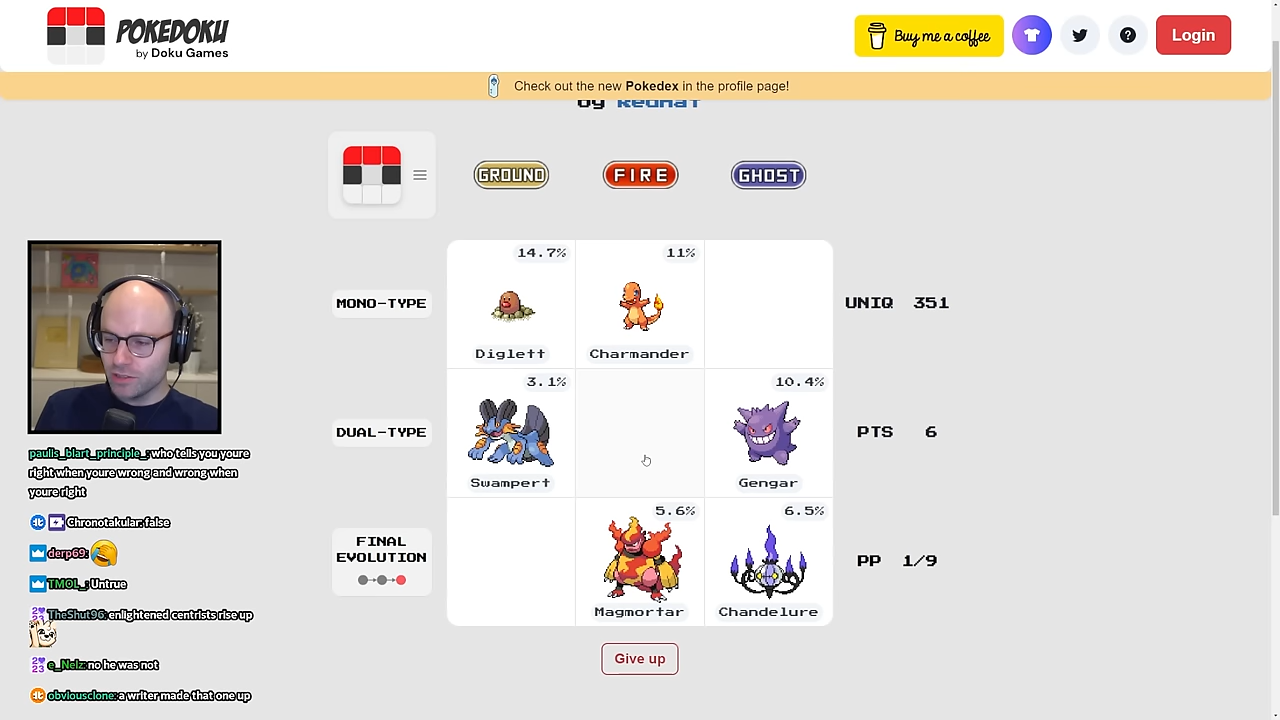 POKEDOKU
by Doku Games
Buy me a coffee
Login
Check out the new Pokedex in the profile page!
by RedHat
GROUND
FIRE
GHOST
14.7%
11%
MONO-TYPE
Diglett
Charmander
UNIQ 351
3.1%
10.4%
DUAL-TYPE
Swampert
Gengar
PTS 6
5.6%
6.5%
FINAL
EVOLUTION
Magmortar
Chandelure
PP 1/9
Give up
paulis_blart_principle_: who tells you youre
right when youre wrong and wrong when
youre right
Chronotakular: false
derp69:
TMOL_: Untrue
TheShut96: enlightened centrists rise up
e_Nelz: no he was not
obviousclone: a writer made that one up